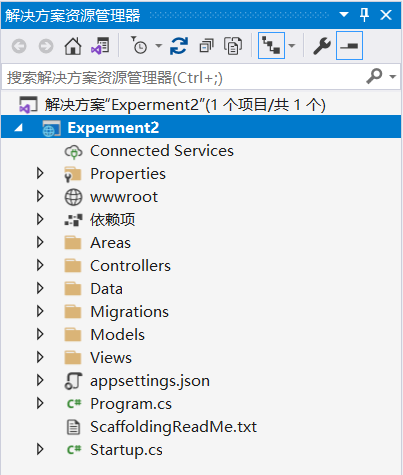 解决方案资源管理器
搜索解决方案资源管理器(Ctrl+;)
解决方案"Experment2"(1 个项目/共 1 个)
Experment2
Connected Services
Properties
wwwroot
依赖项
Areas
Controllers
Data
Migrations
Models
Views
appsettings.json
C# Program.cs
ScaffoldingReadMe.txt
C# Startup.cs